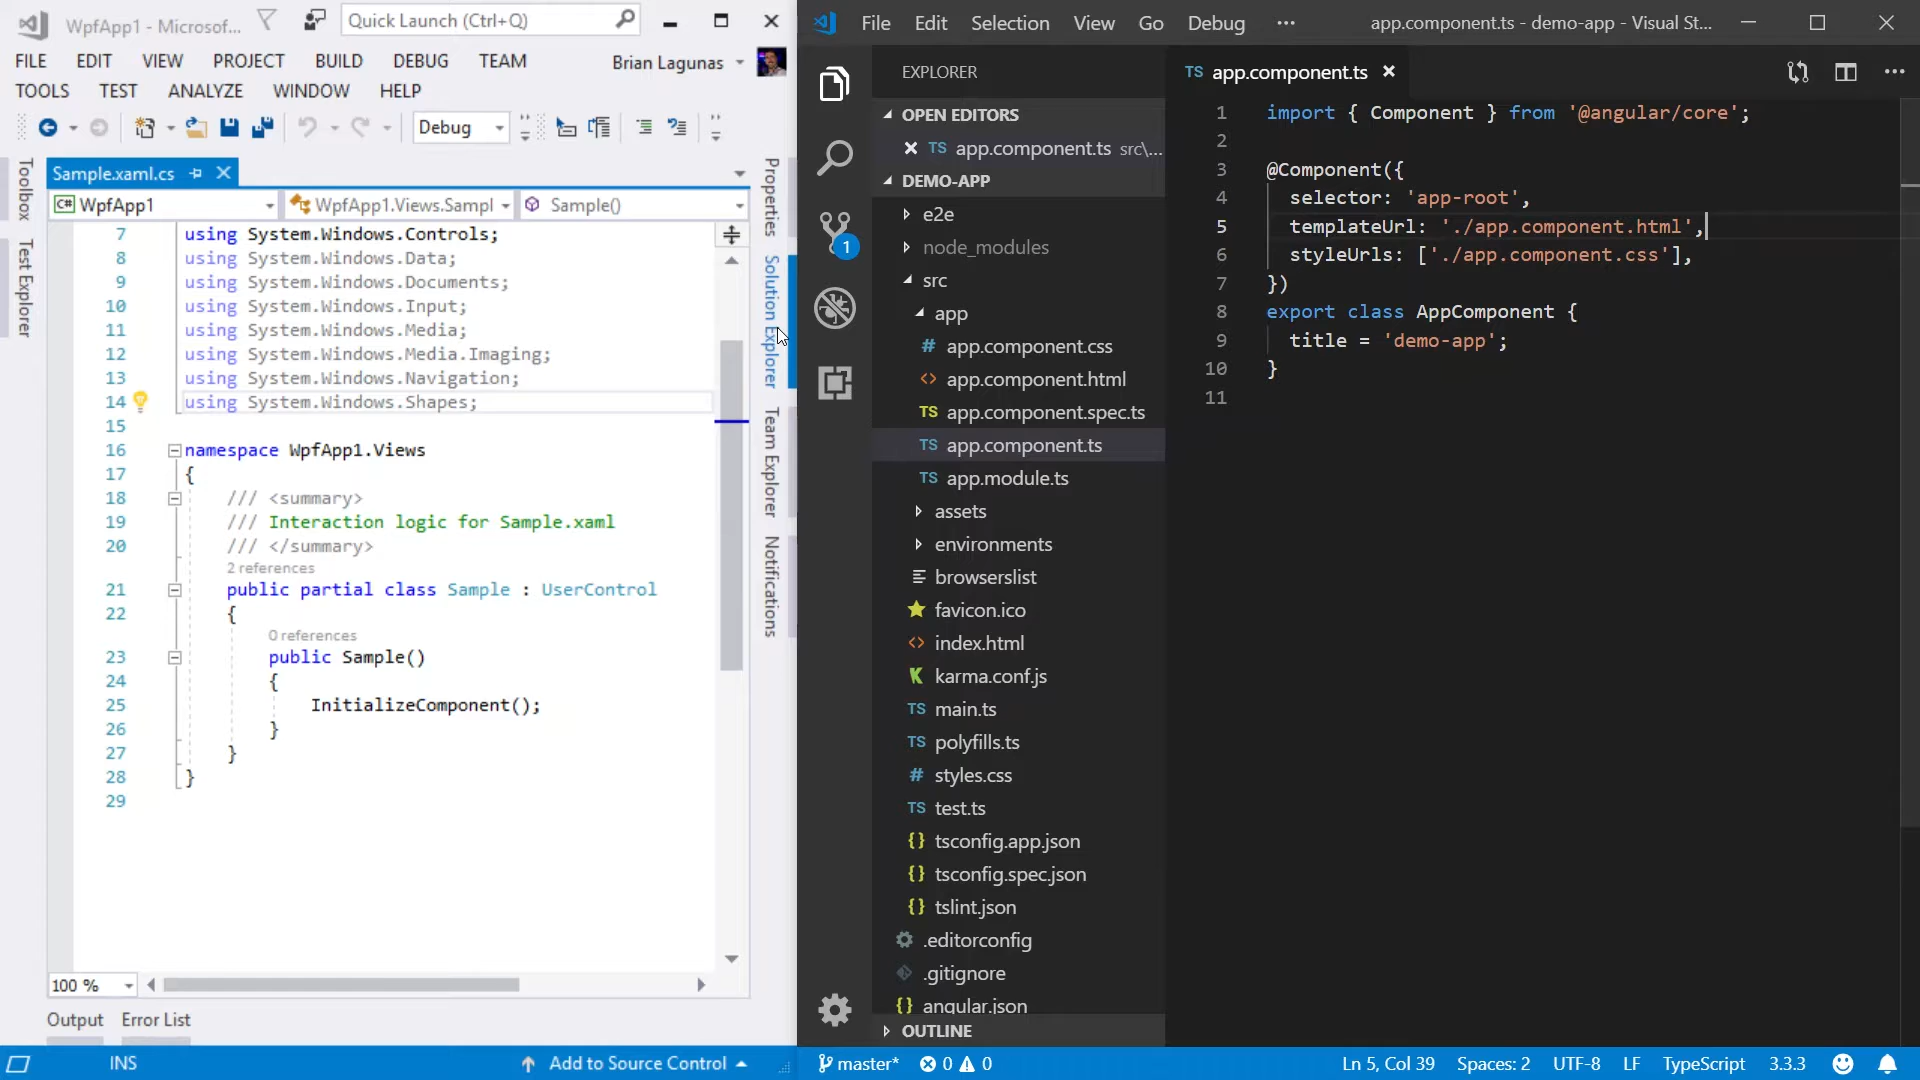 WpfApp1 - Microsof...
Quick Launch (Ctrl+Q)
FILE EDIT VIEW PROJECT BUILD DEBUG TEAM
Brian Lagunas
TOOLS TEST ANALYZE WINDOW HELP
Debug
Toolbox
Test Explorer
Sample.xaml.cs
C# WpfApp1
WpfApp1.Views.Sampl
Sample()
7 using System.Windows.Controls;
8 using System.Windows.Data;
9 using System.Windows.Documents;
10 using System.Windows.Input;
11 using System.Windows.Media;
12 using System.Windows.Media.Imaging;
13 using System.Windows.Navigation;
14 using System.Windows.Shapes;
15
16 namespace WpfApp1.Views
17 {
18 /// <summary>
19 /// Interaction logic for Sample.xaml
20 /// </summary>
2 references
21 public partial class Sample : UserControl
22 {
0 references
23 public Sample()
24 {
25 InitializeComponent();
26 }
27 }
28 }
29
100 %
Properties
Solution Explorer
Team Explorer
Notifications
Output Error List
INS
Add to Source Control
File Edit Selection View Go Debug ···
app.component.ts - demo-app - Visual St...
EXPLORER
OPEN EDITORS
TS app.component.ts src\...
DEMO-APP
e2e
node_modules
1
src
app
# app.component.css
<> app.component.html
TS app.component.spec.ts
TS app.component.ts
TS app.module.ts
assets
environments
browserslist
favicon.ico
<> index.html
K karma.conf.js
TS main.ts
TS polyfills.ts
# styles.css
TS test.ts
{} tsconfig.app.json
{} tsconfig.spec.json
{} tslint.json
.editorconfig
.gitignore
{} angular.json
OUTLINE
TS app.component.ts
1 import { Component } from '@angular/core';
2
3 @Component({
4 selector: 'app-root',
5 templateUrl: './app.component.html',
6 styleUrls: ['./app.component.css'],
7 })
8 export class AppComponent {
9 title = 'demo-app';
10 }
11
master*
0 0
Ln 5, Col 39
Spaces: 2
UTF-8
LF
TypeScript
3.3.3